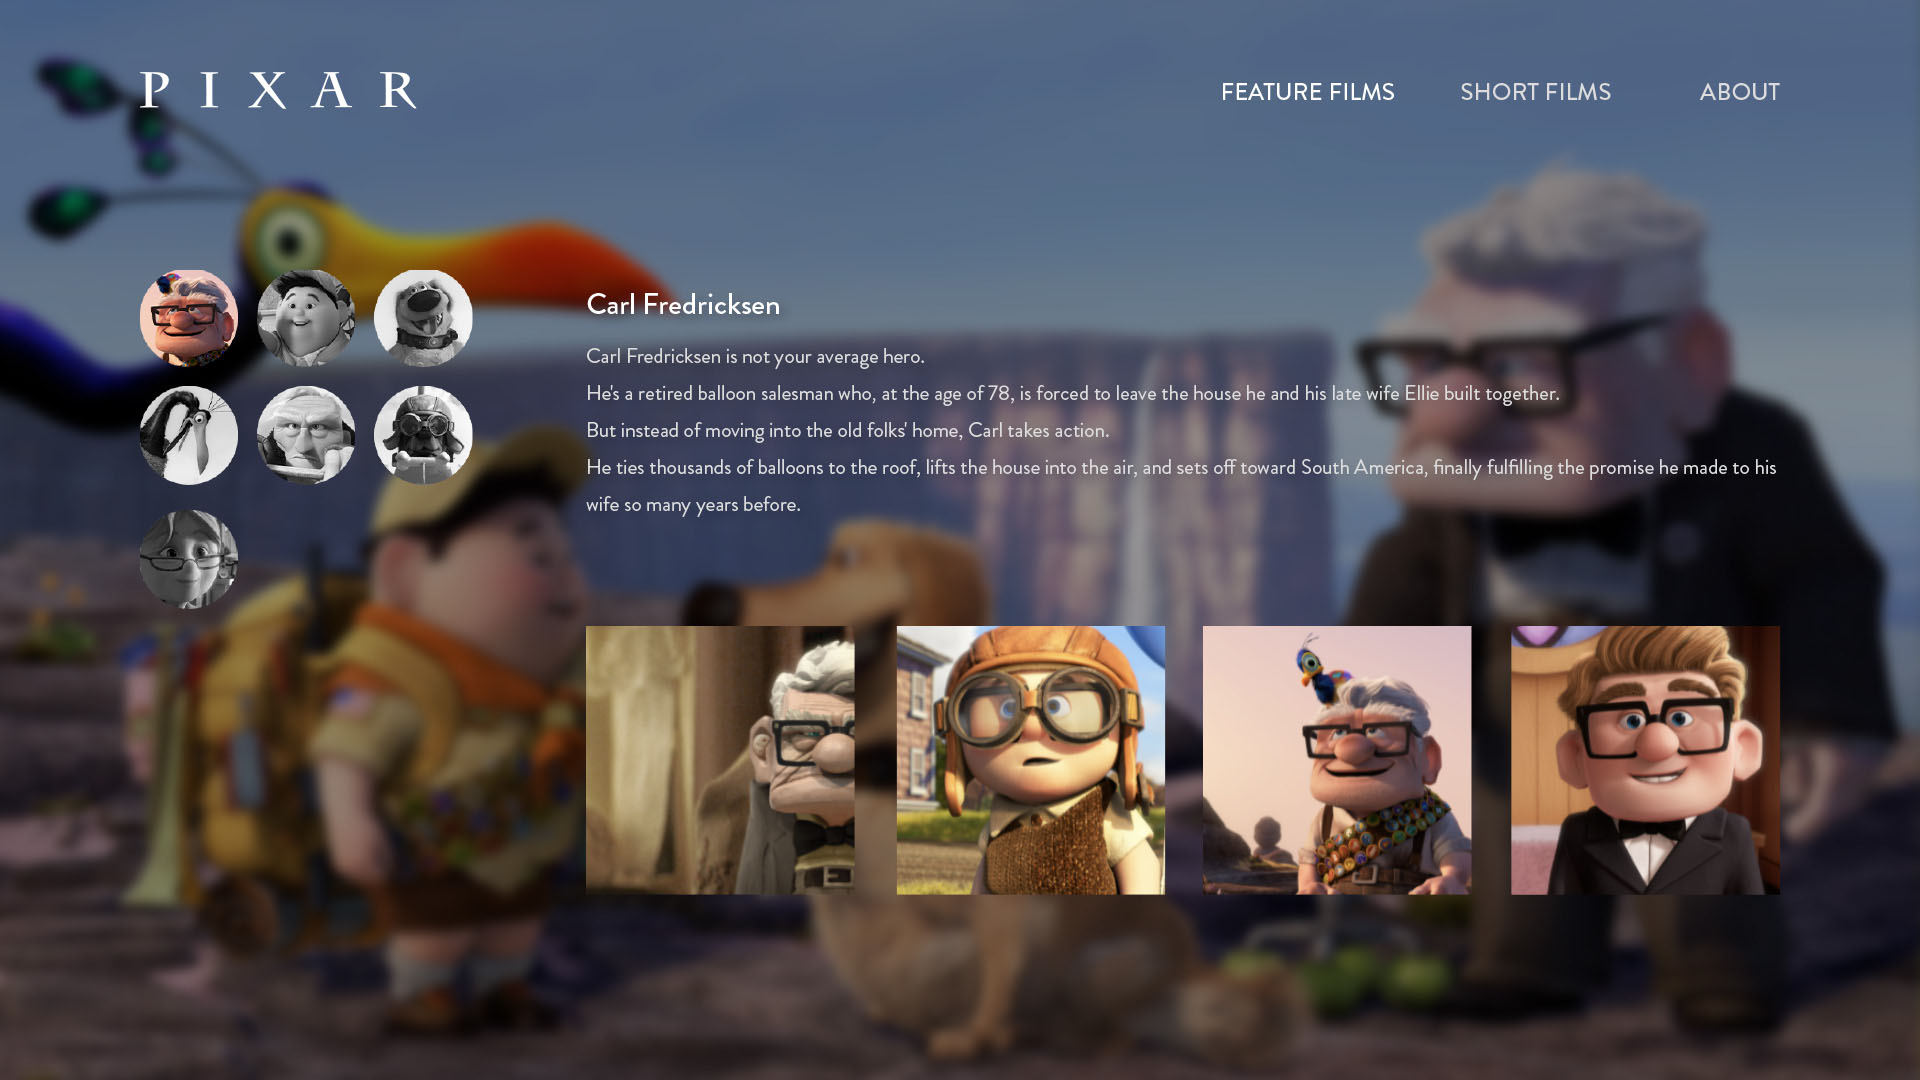 PIXAR
FEATURE FILMS
SHORT FILMS
ABOUT
Carl Fredricksen
Carl Fredricksen is not your average hero.
He's a retired balloon salesman who, at the age of 78, is forced to leave the house he and his late wife Ellie built together.
But instead of moving into the old folks' home, Carl takes action.
He ties thousands of balloons to the roof, lifts the house into the air, and sets off toward South America, finally fulfilling the promise he made to his
wife so many years before.